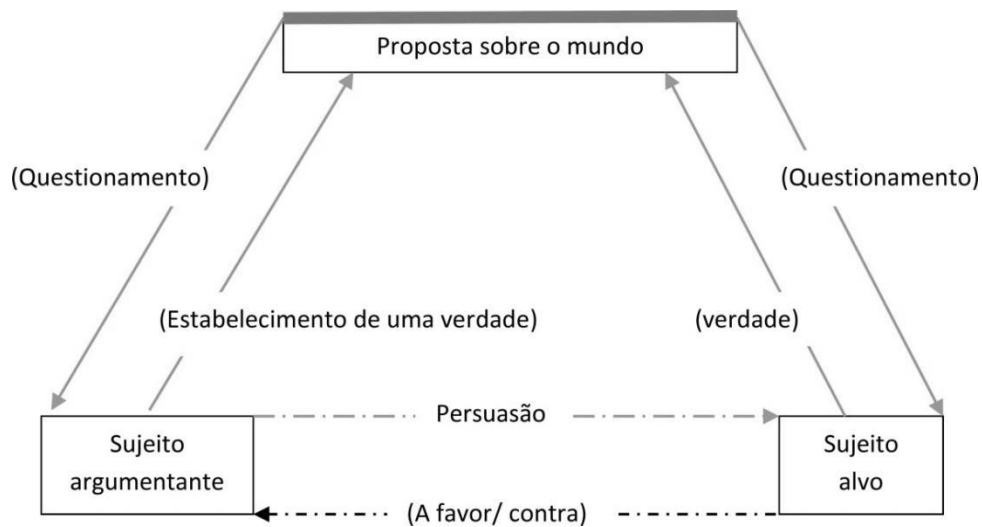 Proposta sobre o mundo
(Questionamento)
(Questionamento)
(Estabelecimento de uma verdade)
(verdade)
Persuasão
Sujeito
argumentante
Sujeito
alvo
(A favor/ contra)